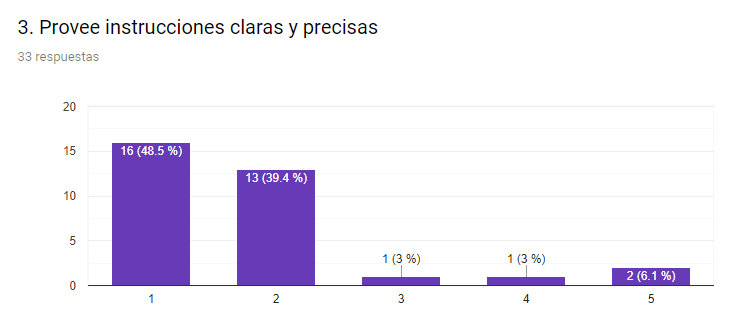 3. Provee instrucciones claras y precisas
33 respuestas
20
15
10
5
0
16 (48.5 %)
13 (39.4 %)
1 (3 %)
1 (3 %)
2 (6.1 %)
1
2
3
4
5